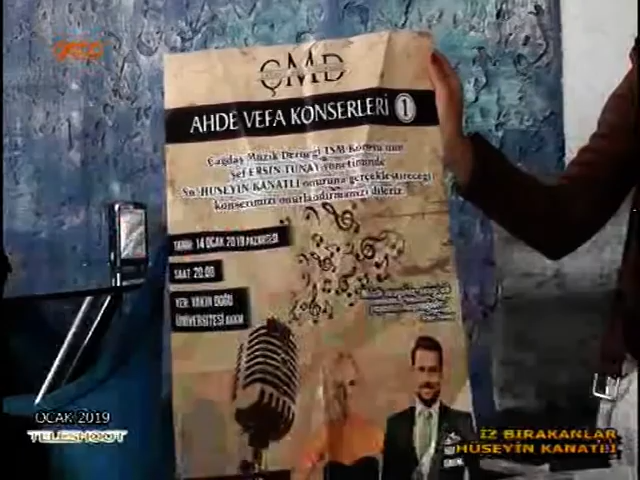 ÇMD
AHDE VEFA KONSERLERİ 1
Çağdaş Müzik Derneği TSM Korosu'nun
Şef ERSİN TUNAY yönetiminde
Sn. HÜSEYİN KANATLI onuruna gerçekleştireceği
konserimizi onurlandırmanızı dileriz.
TARİH: 14 OCAK 2019 PAZARTESİ
SAAT 20.00
YER: YAKIN DOĞU
ÜNİVERSİTESİ AKKM
OCAK 2019
TELESHOOT
İZ BIRAKANLAR
HÜSEYİN KANATLI